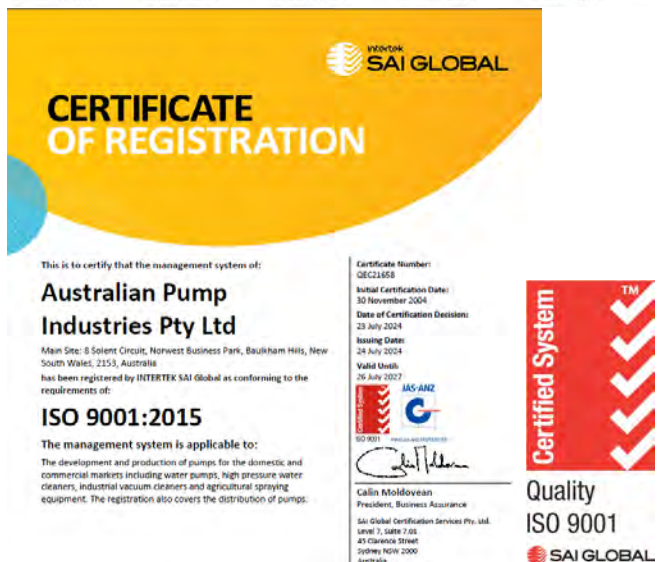 intertek
SAI GLOBAL
CERTIFICATE
OF REGISTRATION
This is to certify that the management system of:
Australian Pump
Industries Pty Ltd
Main Site: 8 Solent Circuit, Norwest Business Park, Baulkham Hills, New
South Wales, 2153, Australia
has been registered by INTERTEK SAI Global as conforming to the
requirements of:
ISO 9001:2015
The management system is applicable to:
The development and production of pumps for the domestic and
commercial markets including water pumps, high pressure water
cleaners, industrial vacuum cleaners and agricultural spraying
equipment. The registration also covers the distribution of pumps.
Certificate Number:
QEC21658
Initial Certification Date:
30 November 2004
Date of Certification Decision:
23 July 2024
Issuing Date:
24 July 2024
Valid Until:
26 July 2027
Certified System
JAS-ANZ
ISO 9001
Calin Moldovean
President, Business Assurance
SAI Global Certification Services Pty. Ltd.
Level 7, Suite 7.01
45 Clarence Street
Sydney NSW 2000
Australia
Certified System
TM
Quality
ISO 9001
SAI GLOBAL